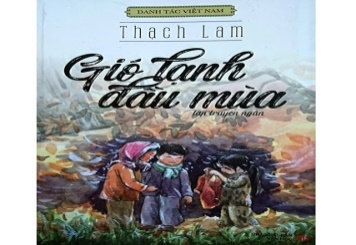 DANH TÁC VIỆT NAM
Thạch Lam
Gió lạnh
đầu mùa
tập truyện ngắn